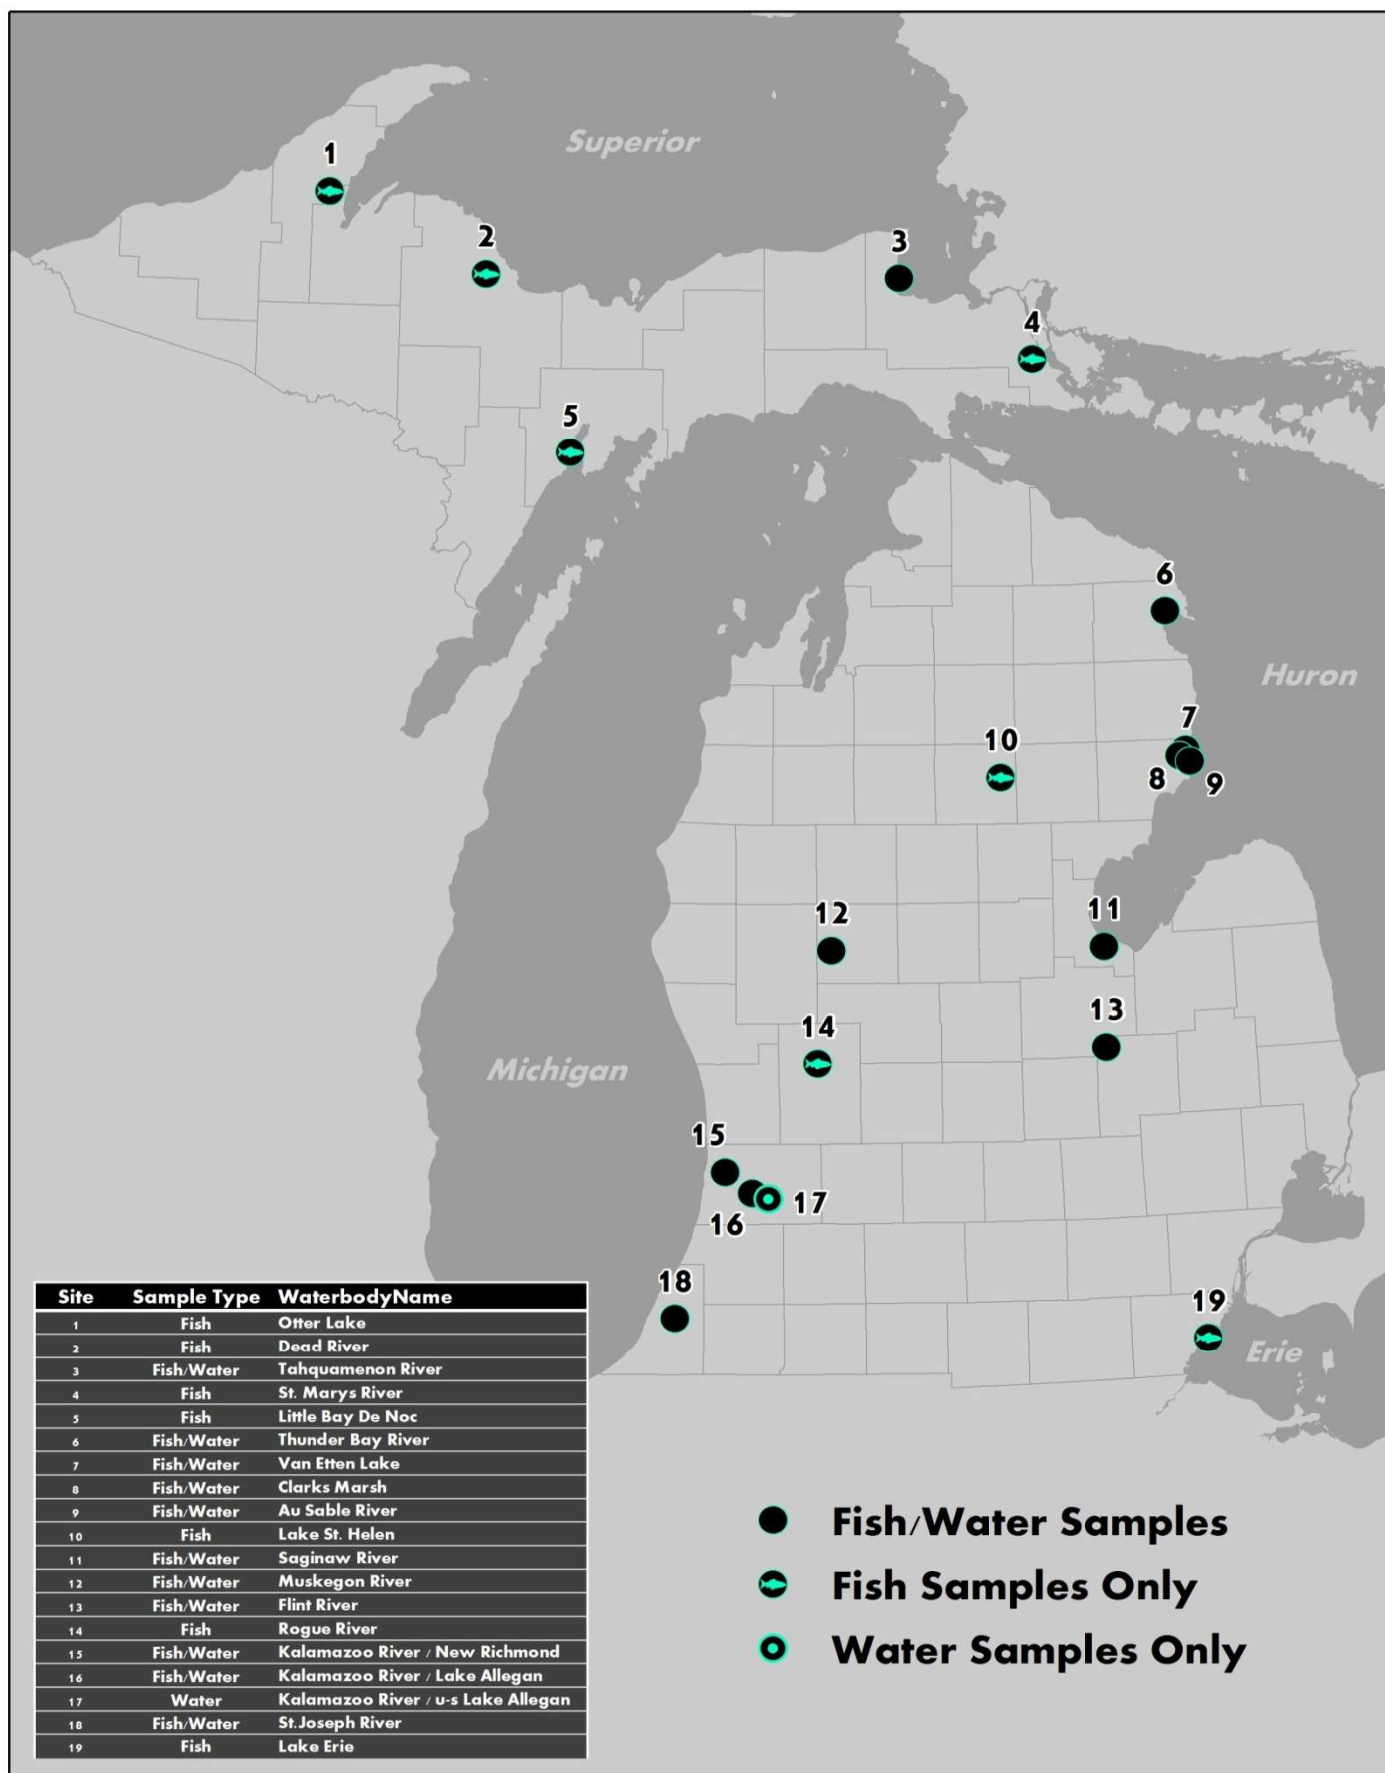 Superior
1
2
3
4
5
6
Huron
7
10
8
9
12
11
13
14
Michigan
15
17
16
18
19
Erie
Site Sample Type WaterbodyName
1 Fish Otter Lake
2 Fish Dead River
3 Fish/Water Tahquamenon River
4 Fish St. Marys River
5 Fish Little Bay De Noc
6 Fish/Water Thunder Bay River
7 Fish/Water Van Etten Lake
8 Fish/Water Clarks Marsh
9 Fish/Water Au Sable River
10 Fish Lake St. Helen
11 Fish/Water Saginaw River
12 Fish/Water Muskegon River
13 Fish/Water Flint River
14 Fish Rogue River
15 Fish/Water Kalamazoo River / New Richmond
16 Fish/Water Kalamazoo River / Lake Allegan
17 Water Kalamazoo River / u-s Lake Allegan
18 Fish/Water St.Joseph River
19 Fish Lake Erie
Fish/Water Samples
Fish Samples Only
Water Samples Only